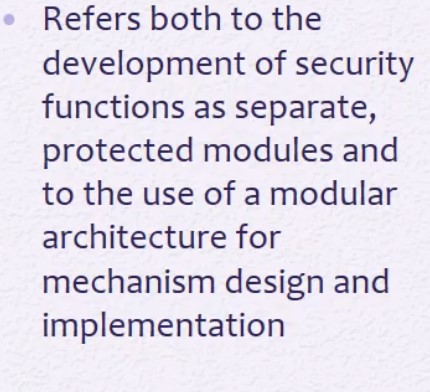 • Refers both to the
development of security
functions as separate,
protected modules and
to the use of a modular
architecture for
mechanism design and
implementation